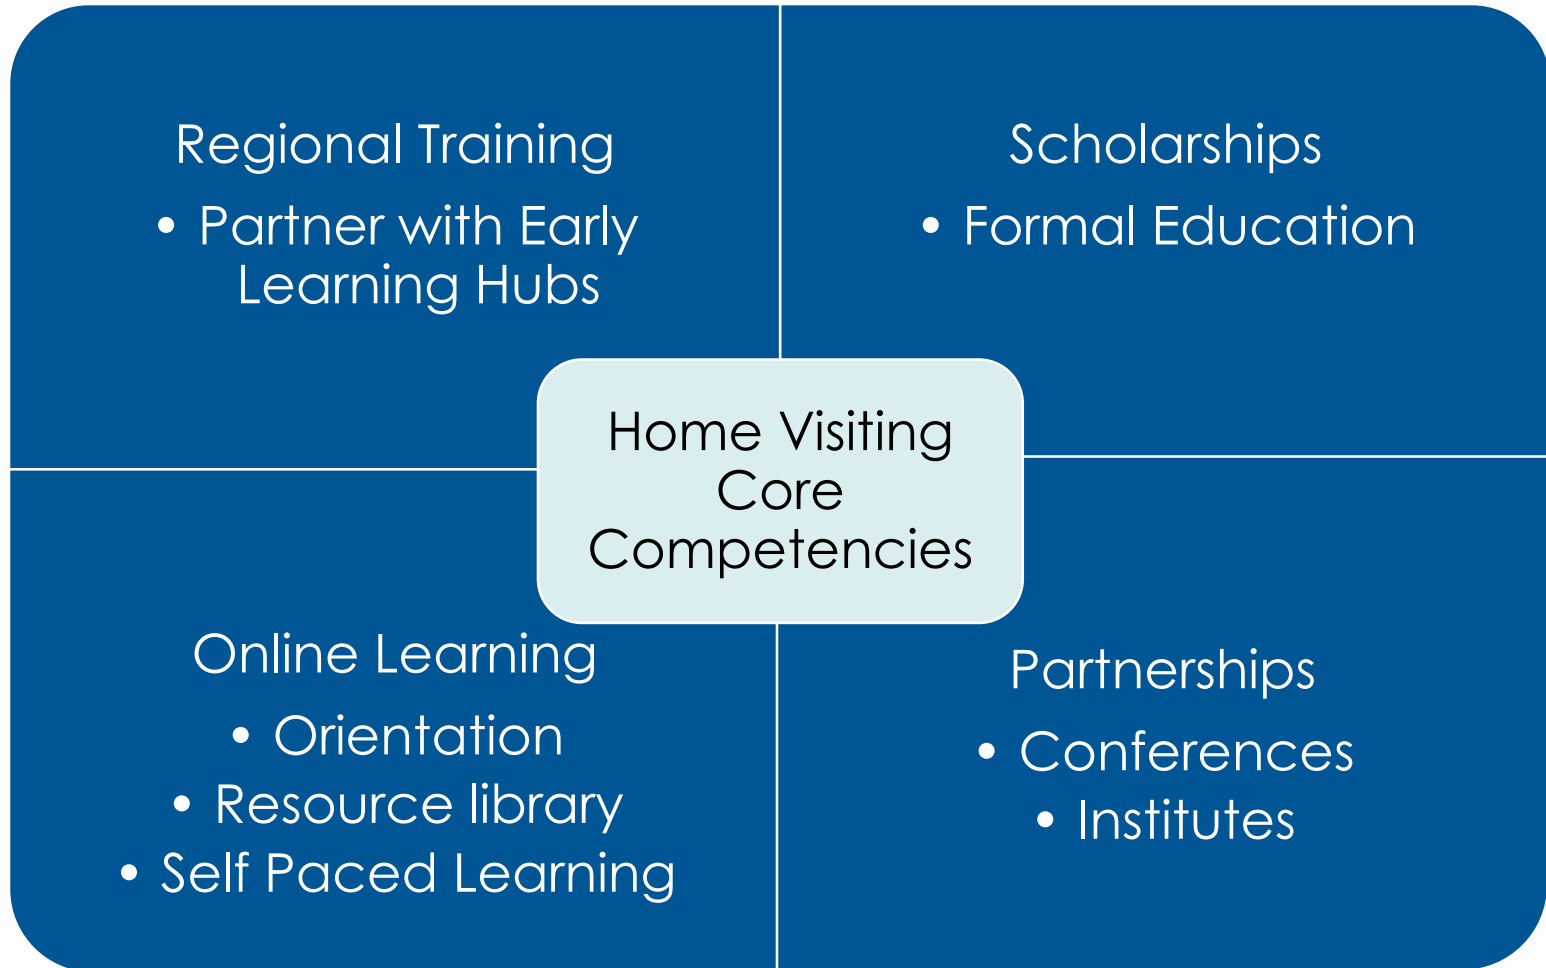 Regional Training
• Partner with Early
Learning Hubs
Scholarships
• Formal Education
Home Visiting
Core
Competencies
Online Learning
• Orientation
• Resource library
• Self Paced Learning
Partnerships
• Conferences
• Institutes